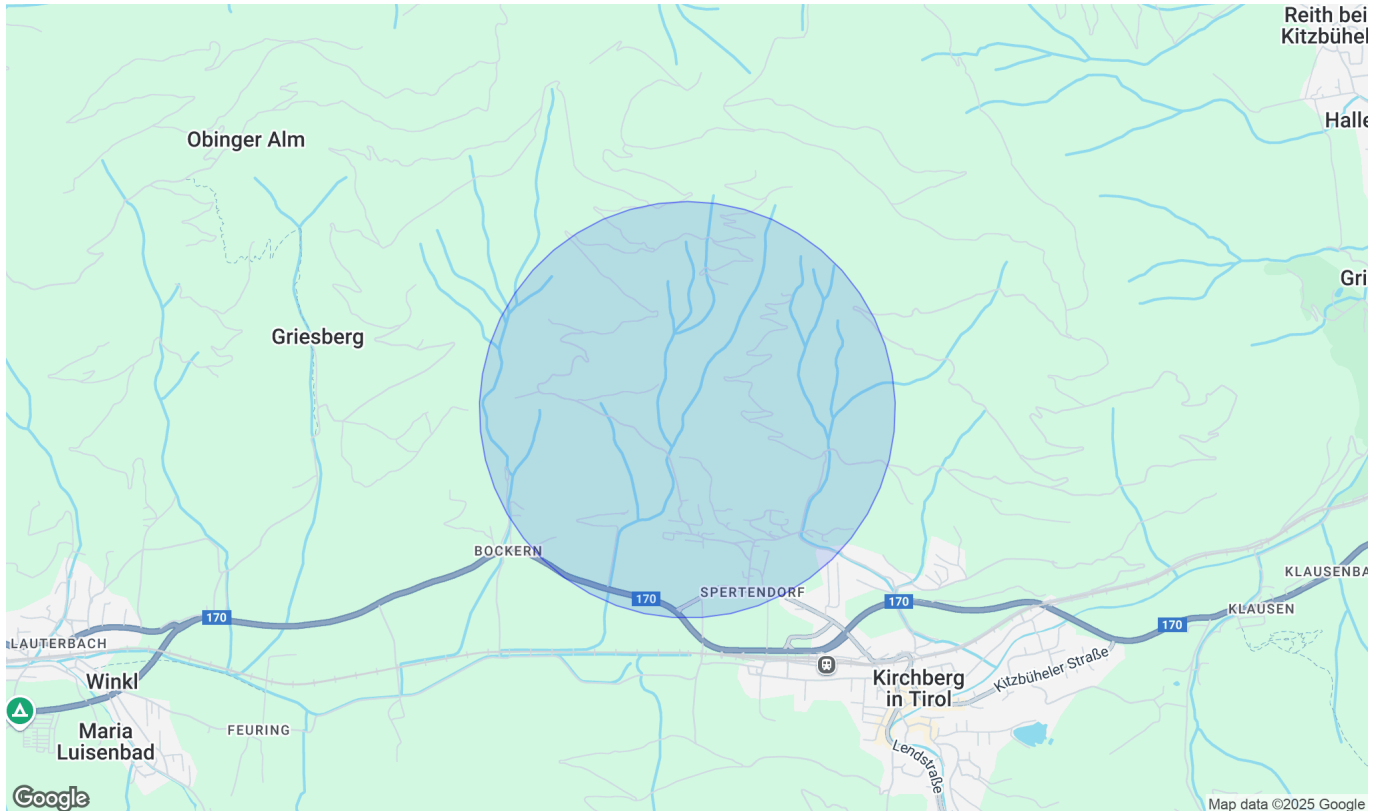 Reith bei
Kitzbühel
Halle
Obinger Alm
Gri
Griesberg
BOCKERN
KLAUSENBA
SPERTENDORF
170
170
170
170
KLAUSEN
LAUTERBACH
Winkl
Kirchberg
in Tirol
Kitzbüheler Straße
Maria
Luisenbad
FEURING
Lendstraße
Google
Map data ©2025 Google